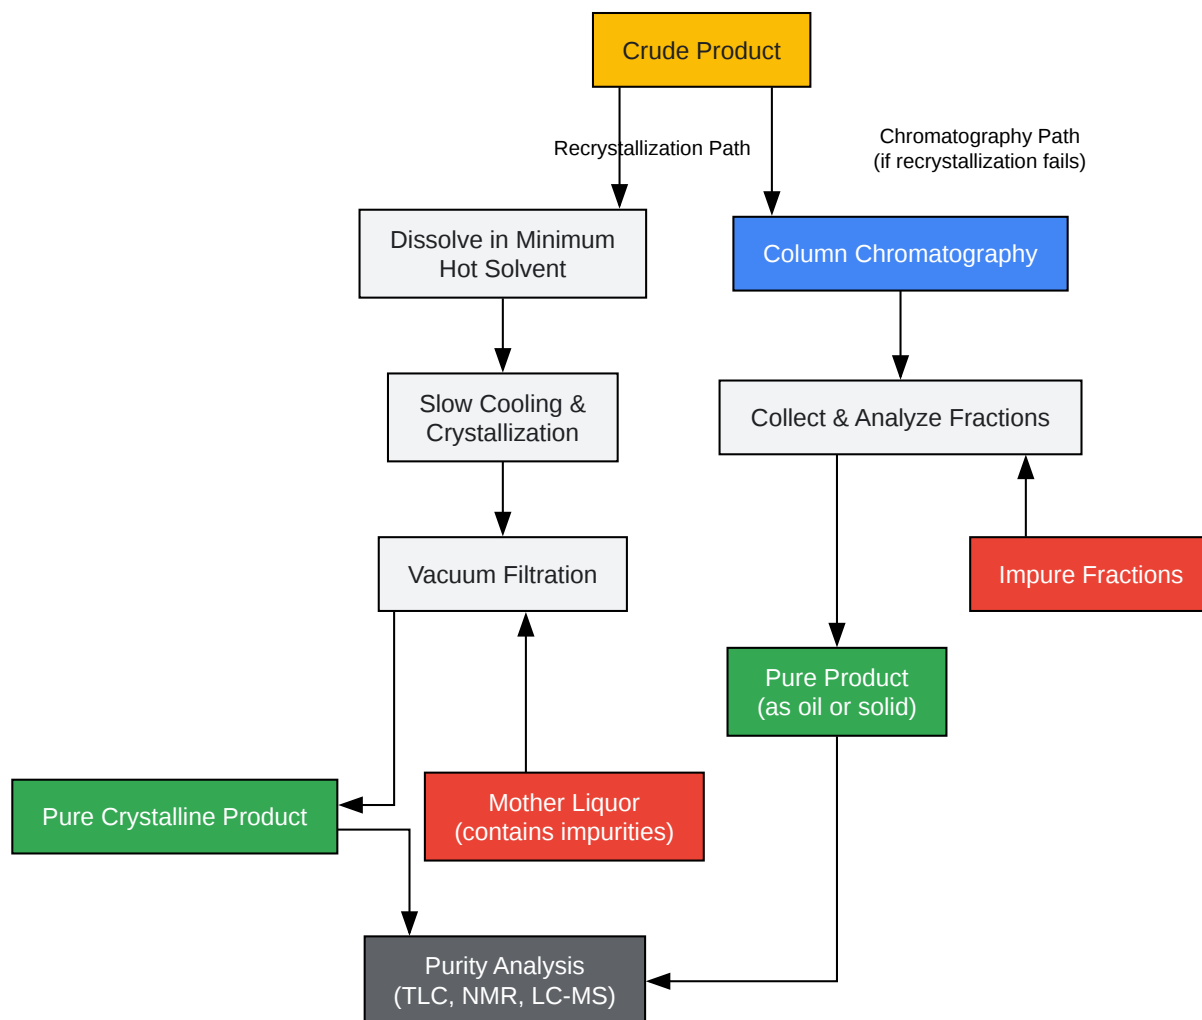 Crude Product
Recrystallization Path
Chromatography Path
(if recrystallization fails)
Dissolve in Minimum
Hot Solvent
Column Chromatography
Slow Cooling &
Crystallization
Collect & Analyze Fractions
Vacuum Filtration
Impure Fractions
Pure Product
(as oil or solid)
Pure Crystalline Product
Mother Liquor
(contains impurities)
Purity Analysis
(TLC, NMR, LC-MS)